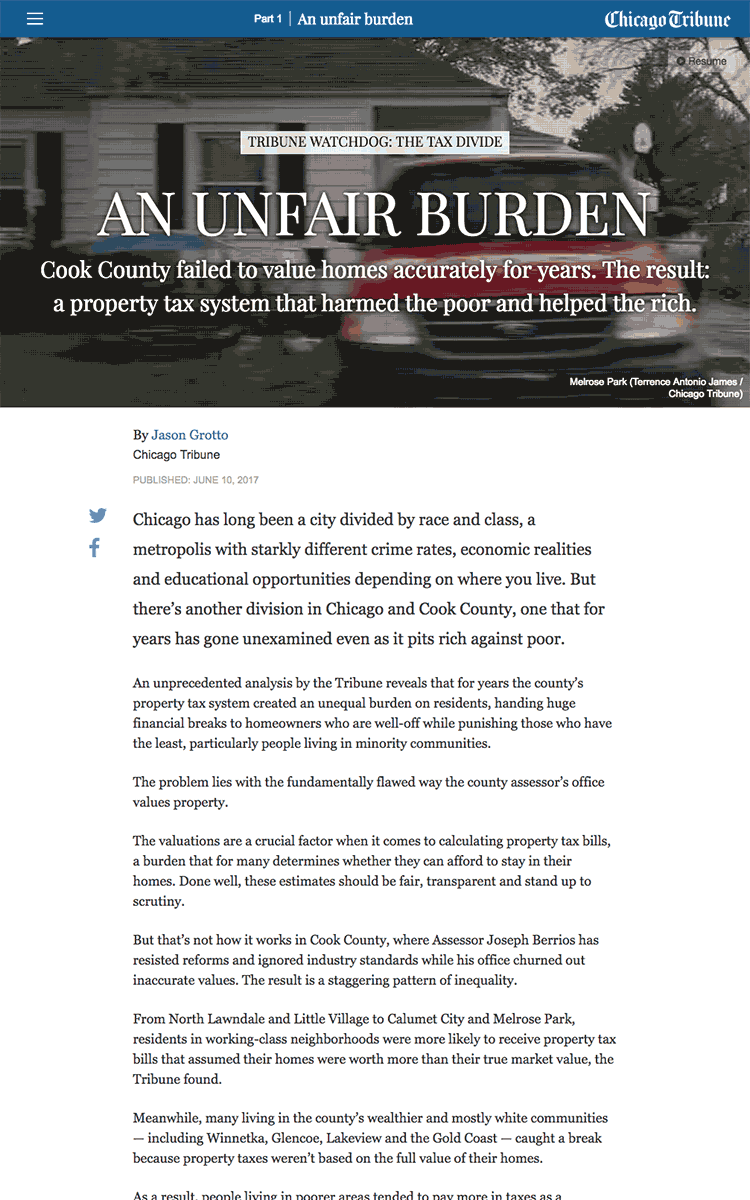 Part 1 | An unfair burden
Chicago Tribune
Resume
TRIBUNE WATCHDOG: THE TAX DIVIDE
AN UNFAIR BURDEN
Cook County failed to value homes accurately for years. The result:
a property tax system that harmed the poor and helped the rich.
Melrose Park (Terrence Antonio James /
Chicago Tribune)
By Jason Grotto
Chicago Tribune
PUBLISHED: JUNE 10, 2017
Chicago has long been a city divided by race and class, a
metropolis with starkly different crime rates, economic realities
and educational opportunities depending on where you live. But
there’s another division in Chicago and Cook County, one that for
years has gone unexamined even as it pits rich against poor.
An unprecedented analysis by the Tribune reveals that for years the county’s
property tax system created an unequal burden on residents, handing huge
financial breaks to homeowners who are well-off while punishing those who have
the least, particularly people living in minority communities.
The problem lies with the fundamentally flawed way the county assessor’s office
values property.
The valuations are a crucial factor when it comes to calculating property tax bills,
a burden that for many determines whether they can afford to stay in their
homes. Done well, these estimates should be fair, transparent and stand up to
scrutiny.
But that’s not how it works in Cook County, where Assessor Joseph Berrios has
resisted reforms and ignored industry standards while his office churned out
inaccurate values. The result is a staggering pattern of inequality.
From North Lawndale and Little Village to Calumet City and Melrose Park,
residents in working-class neighborhoods were more likely to receive property tax
bills that assumed their homes were worth more than their true market value, the
Tribune found.
Meanwhile, many living in the county’s wealthier and mostly white communities
— including Winnetka, Glencoe, Lakeview and the Gold Coast — caught a break
because property taxes weren’t based on the full value of their homes.
As a result, people living in poorer areas tended to pay more in taxes as a